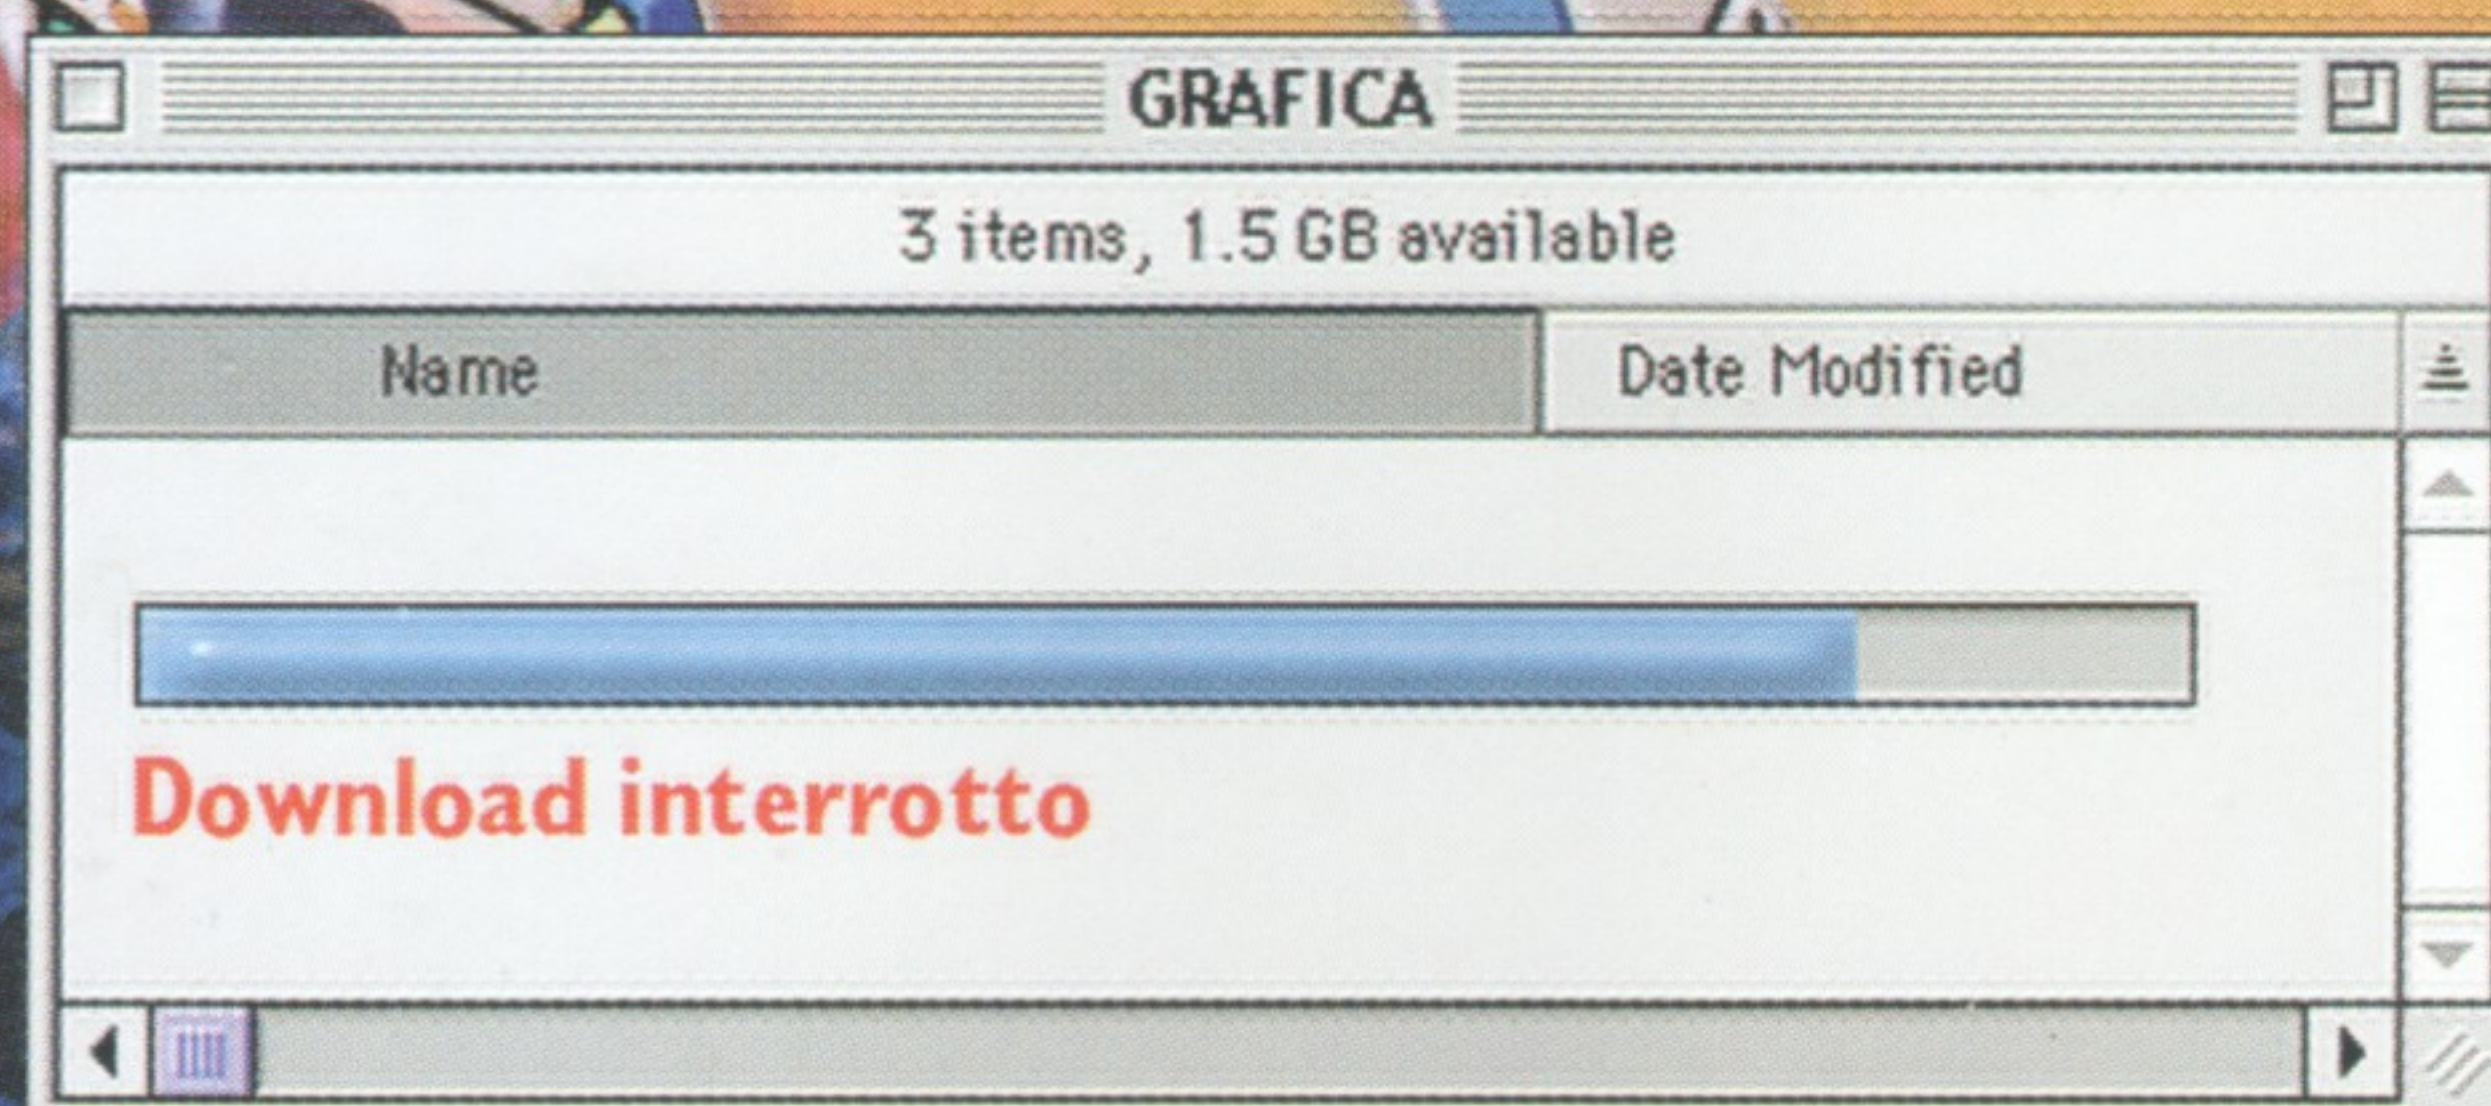 GRAFICA
3 items, 1.5 GB available
Name Date Modified
Download interrotto